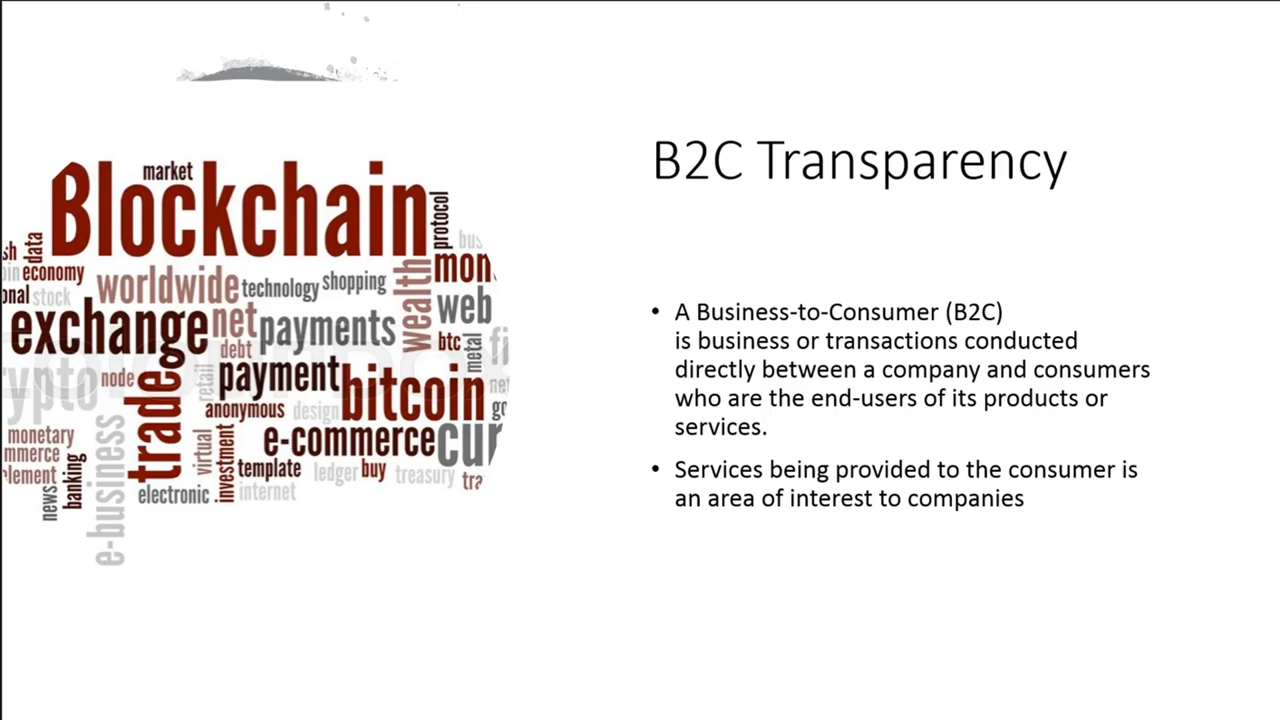 B2C Transparency
• A Business-to-Consumer (B2C)
is business or transactions conducted
directly between a company and consumers
who are the end-users of its products or
services.
• Services being provided to the consumer is
an area of interest to companies
market
Blockchain
protocol
data
economy
worldwide
technology
shopping
wealth
stock
web
exchange
net
payments
btc
metal
debt
node
retail
payment
bitcoin
trade
anonymous
design
e-commerce
monetary
virtual
investment
template
ledger
buy
treasury
banking
news
e-business
electronic
internet